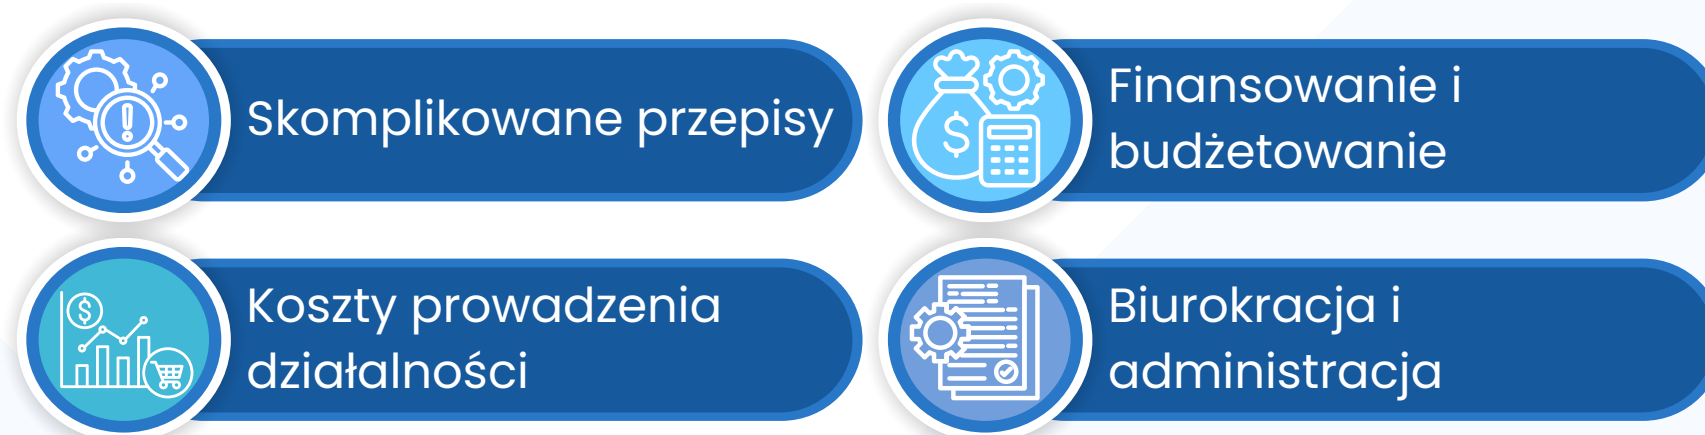 Skomplikowane przepisy
Finansowanie i
budżetowanie
Koszty prowadzenia
działalności
Biurokracja i
administracja